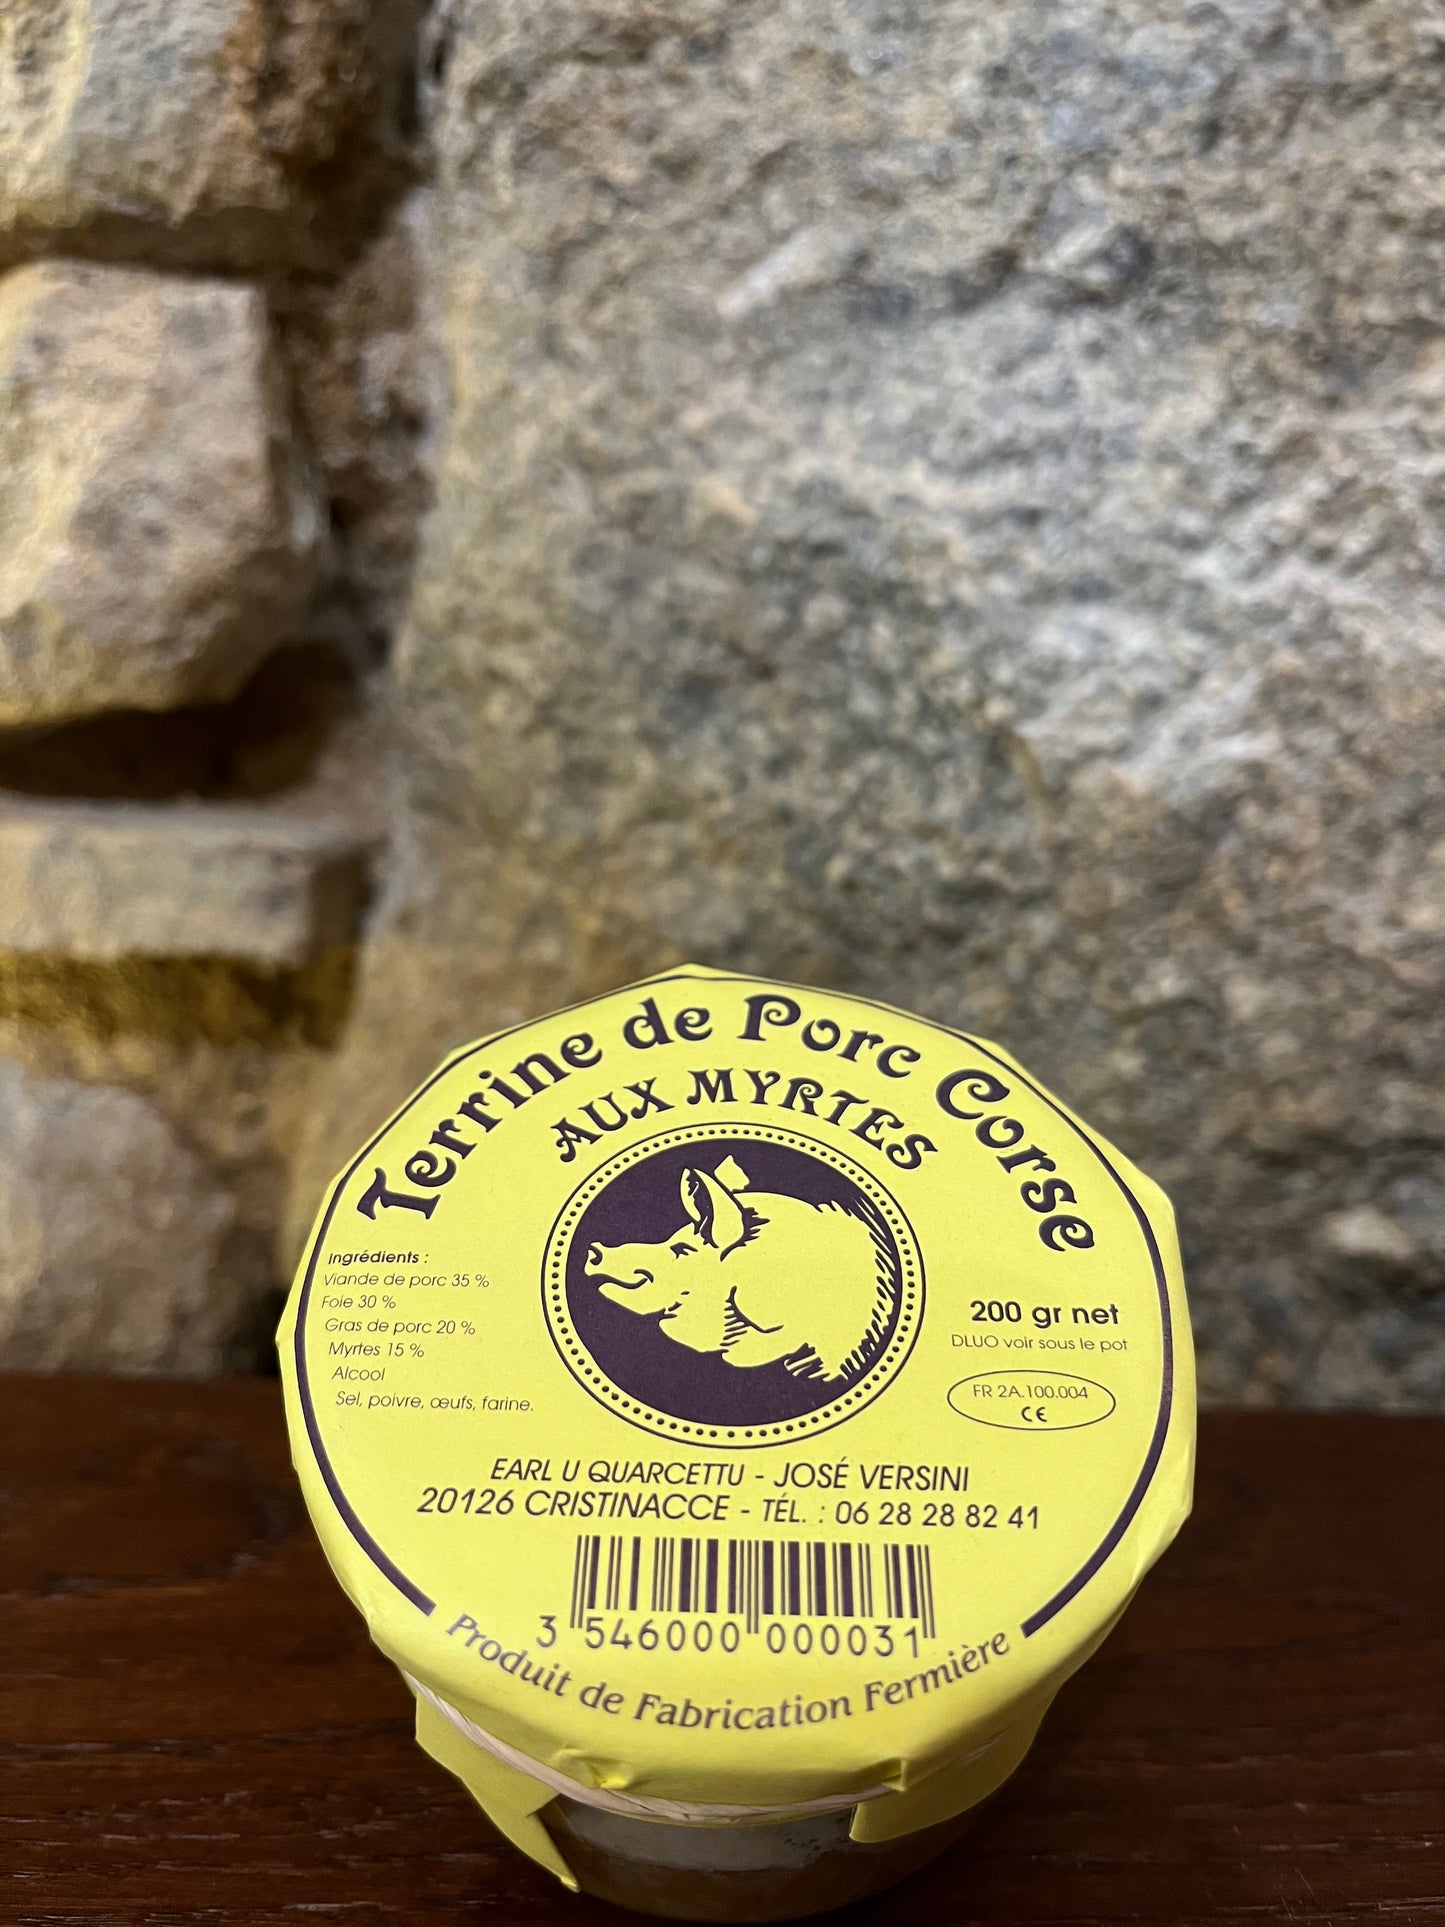 Terrine de Porc Corse
AUX MYRTES
Ingrédients :
Viande de porc 35 %
Foie 30 %
Gras de porc 20 %
Myrtes 15 %
Alcool
Sel, poivre, œufs, farine.
200 gr net
DLUO voir sous le pot
FR 2A.100.004
CE
EARL U QUARCETTU - JOSÉ VERSINI
20126 CRISTINACCE - TÉL. : 06 28 28 82 41
3 546000 000031
Produit de Fabrication Fermière